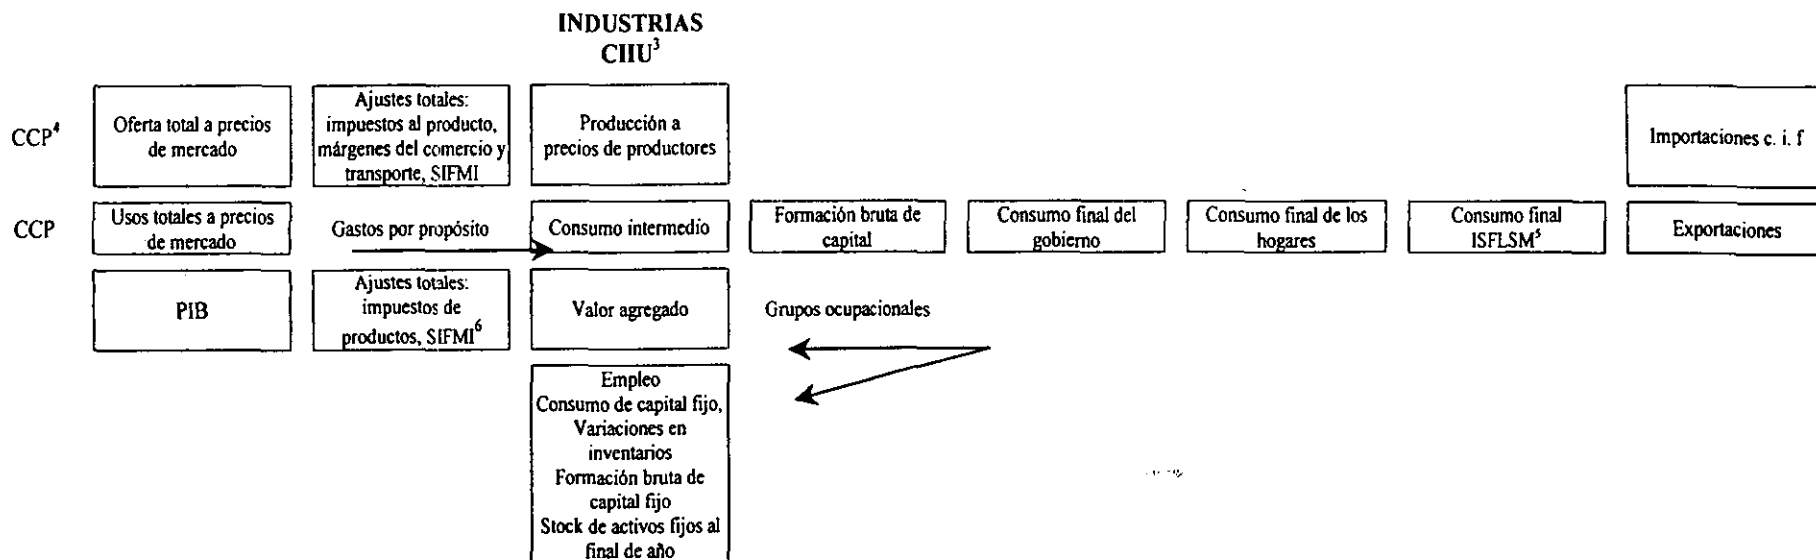 INDUSTRIAS
CIIU³
CCP⁴
Oferta total a precios
de mercado
Ajustes totales:
impuestos al producto,
márgenes del comercio y
transporte, SIFMI
Producción a
precios de productores
Importaciones c. i. f
CCP
Usos totales a precios
de mercado
Gastos por propósito
Consumo intermedio
Formación bruta de
capital
Consumo final del
gobierno
Consumo final de los
hogares
Consumo final
ISFLSM⁵
Exportaciones
PIB
Ajustes totales:
impuestos de
productos, SIFMI⁶
Valor agregado
Grupos ocupacionales
Empleo
Consumo de capital fijo,
Variaciones en
inventarios
Formación bruta de
capital fijo
Stock de activos fijos al
final de año